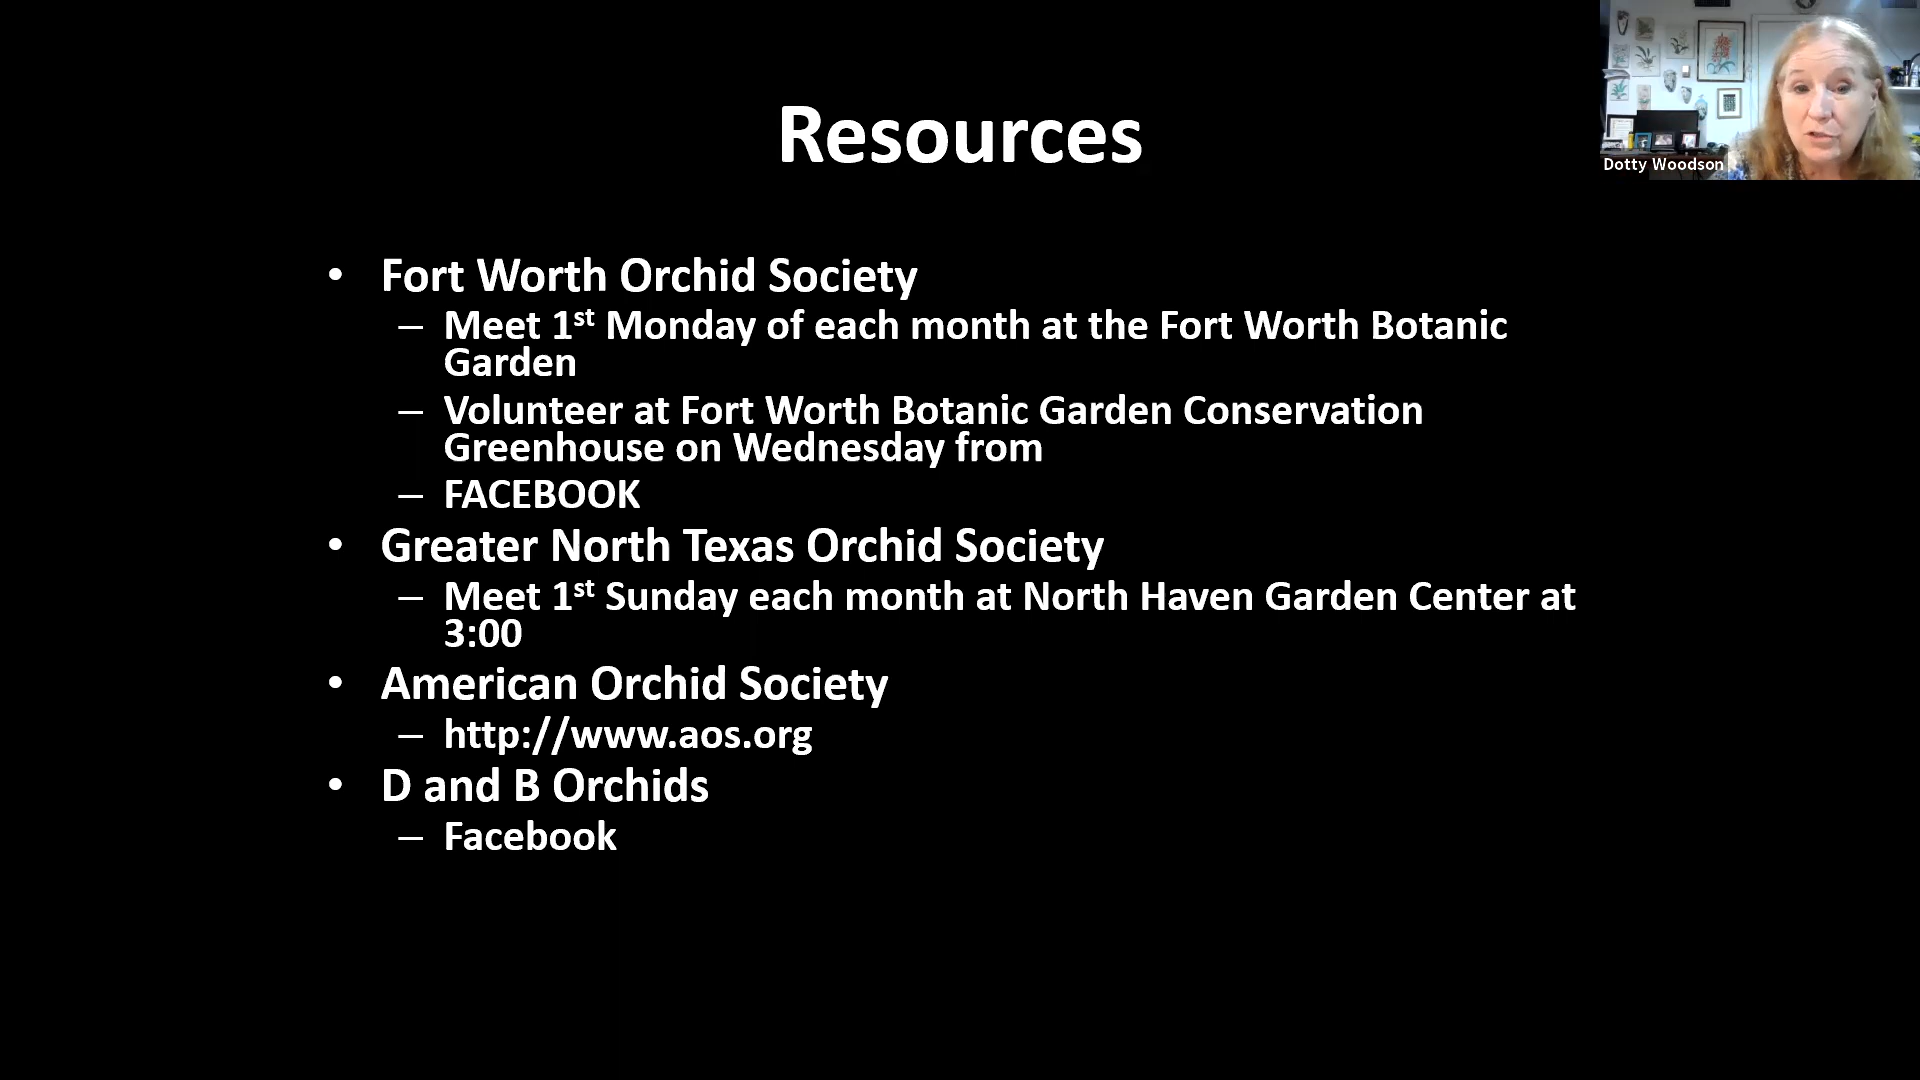 Resources
Dotty Woodson
• Fort Worth Orchid Society
– Meet 1st Monday of each month at the Fort Worth Botanic
Garden
– Volunteer at Fort Worth Botanic Garden Conservation
Greenhouse on Wednesday from
– FACEBOOK
• Greater North Texas Orchid Society
– Meet 1st Sunday each month at North Haven Garden Center at
3:00
• American Orchid Society
– http://www.aos.org
• D and B Orchids
– Facebook